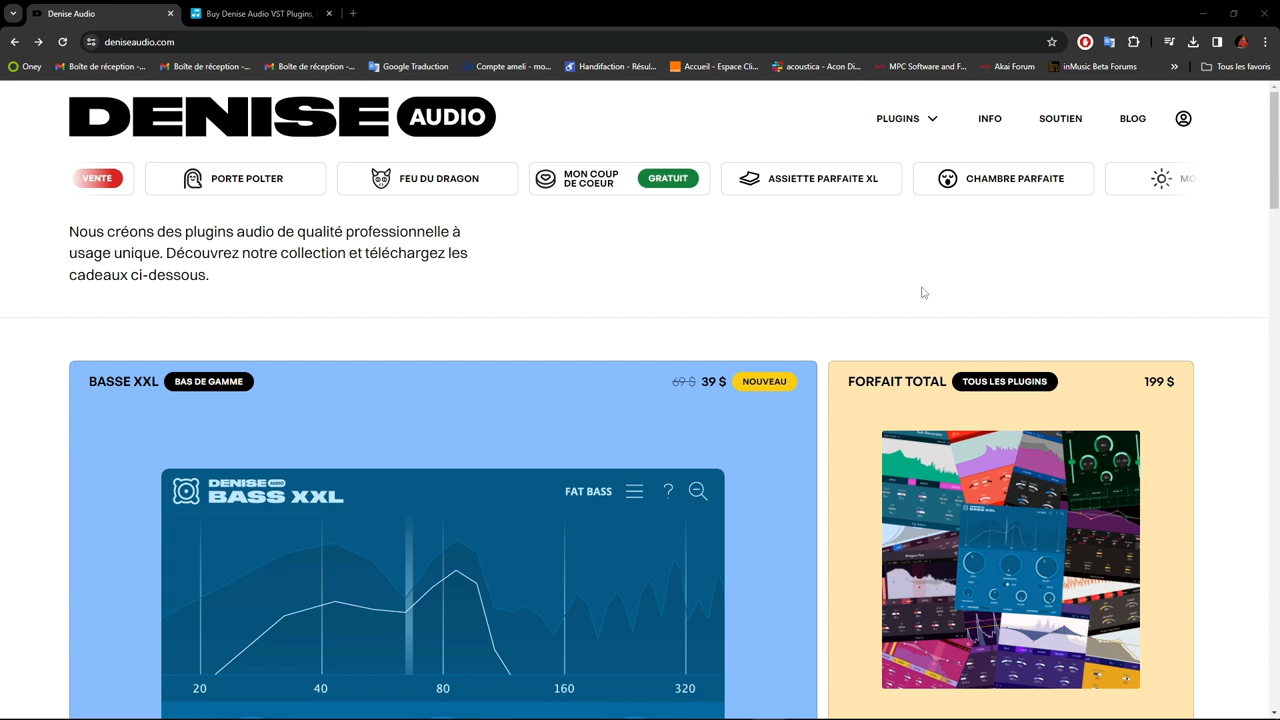 Denise Audio
Buy Denise Audio VST Plugins,
deniseaudio.com
Oney
Boîte de réception -...
Boîte de réception -...
Boîte de réception -...
Google Traduction
Compte ameli - mo...
Handifaction - Résul...
Accueil - Espace Cli...
acoustica - Acon Di...
MPC Software and F...
Akai Forum
inMusic Beta Forums
Tous les favoris
DENISE AUDIO
PLUGINS
INFO
SOUTIEN
BLOG
VENTE
PORTE POLTER
FEU DU DRAGON
MON COUP
DE COEUR
GRATUIT
ASSIETTE PARFAITE XL
CHAMBRE PARFAITE
MO
Nous créons des plugins audio de qualité professionnelle à
usage unique. Découvrez notre collection et téléchargez les
cadeaux ci-dessous.
BASSE XXL BAS DE GAMME
69 $ 39 $ NOUVEAU
FORFAIT TOTAL TOUS LES PLUGINS
199 $
DENISE AUDIO
BASS XXL
FAT BASS
?
20 40 80 160 320